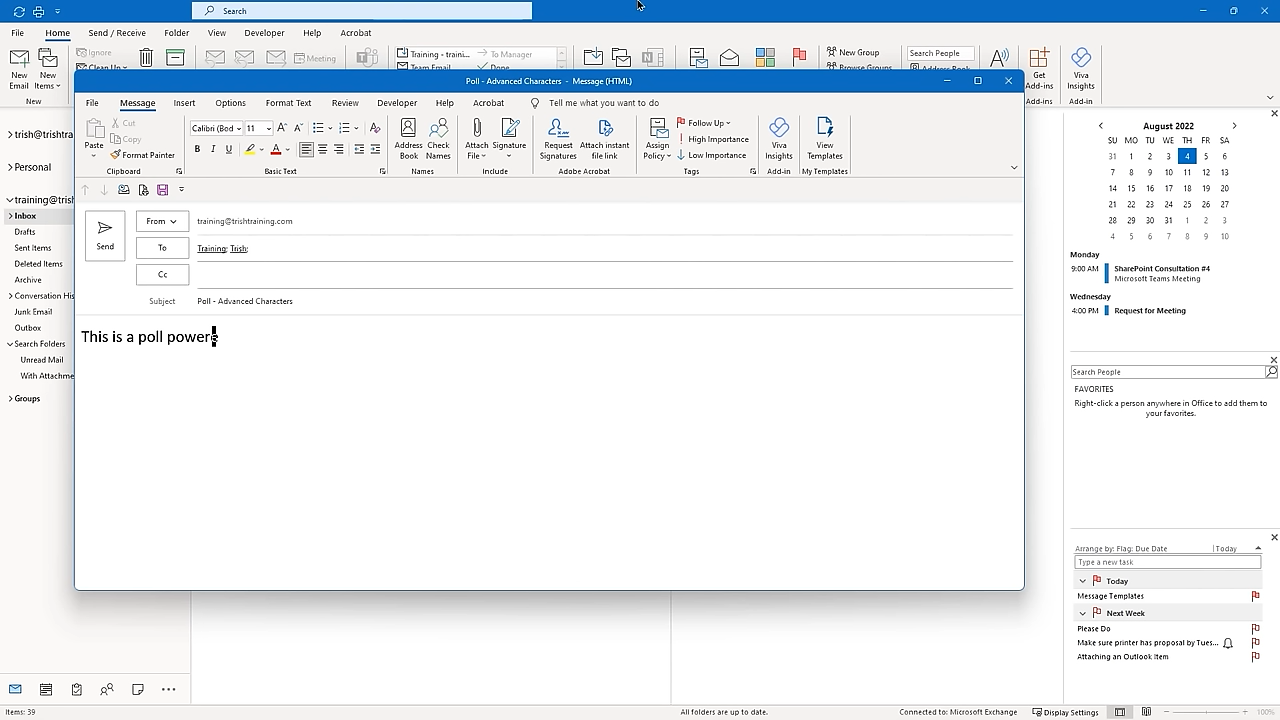 Search
File Home Send / Receive Folder View Developer Help Acrobat
New Email
New Items
New
Ignore
Clean Up
Meeting
Training - traini...
Team Email
To Manager
Done
New Group
Browse Groups
Search People
Address Book
Get Add-ins
Add-ins
Viva Insights
Add-in
Poll - Advanced Characters - Message (HTML)
File Message Insert Options Format Text Review Developer Help Acrobat Tell me what you want to do
Paste
Cut
Copy
Format Painter
Clipboard
Calibri (Bod 11
B I U
Basic Text
Address Book
Check Names
Names
Attach File
Signature
Include
Request Signatures
Attach instant file link
Adobe Acrobat
Assign Policy
Follow Up
High Importance
Low Importance
Tags
Viva Insights
Add-in
View Templates
My Templates
Send
From training@trishtraining.com
To Training; Trish;
Cc
Subject Poll - Advanced Characters
This is a poll power
trish@trishtra
Personal
training@tris
Inbox
Drafts
Sent Items
Deleted Items
Archive
Conversation His
Junk Email
Outbox
Search Folders
Unread Mail
With Attachme
Groups
August 2022
SU MO TU WE TH FR SA
31 1 2 3 4 5 6
7 8 9 10 11 12 13
14 15 16 17 18 19 20
21 22 23 24 25 26 27
28 29 30 31 1 2 3
4 5 6 7 8 9 10
Monday
9:00 AM SharePoint Consultation #4
Microsoft Teams Meeting
Wednesday
4:00 PM Request for Meeting
Search People
FAVORITES
Right-click a person anywhere in Office to add them to
your favorites.
Arrange by: Flag: Due Date Today
Type a new task
Today
Message Templates
Next Week
Please Do
Make sure printer has proposal by Tues...
Attaching an Outlook Item
Items: 39
All folders are up to date.
Connected to: Microsoft Exchange
Display Settings
100%